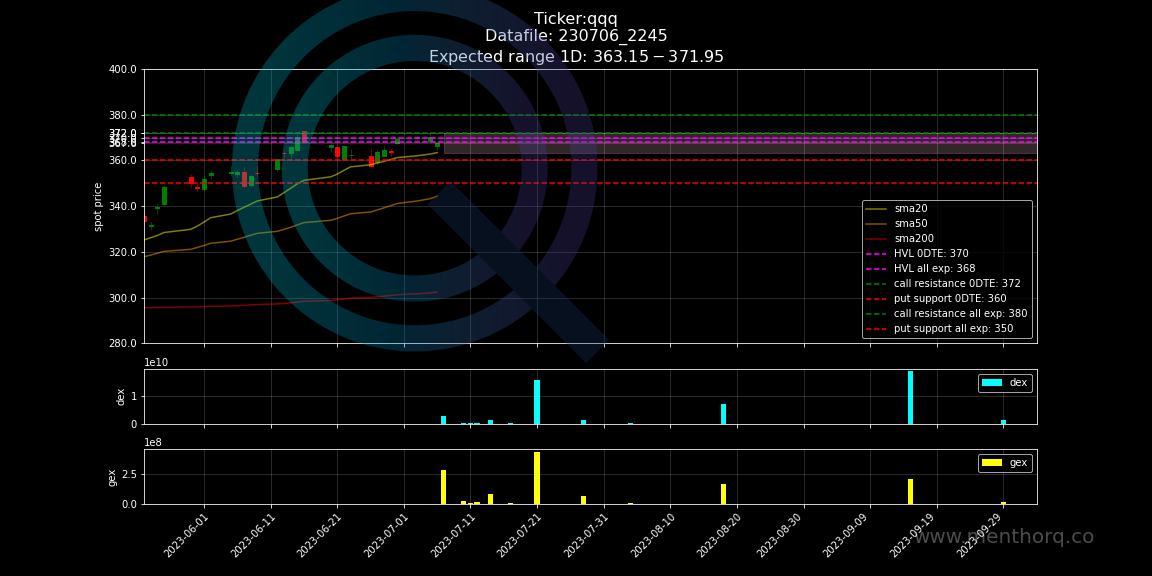 Ticker:qqq
Datafile: 230706_2245
Expected range 1D: 363.15 − 371.95
400.0
380.0
372.0
360.0
340.0
320.0
300.0
280.0
spot price
sma20
sma50
sma200
HVL 0DTE: 370
HVL all exp: 368
call resistance 0DTE: 372
put support 0DTE: 360
call resistance all exp: 380
put support all exp: 350
1e10
1
0
dex
dex
1e8
2.5
0.0
gex
gex
2023-06-01
2023-06-11
2023-06-21
2023-07-01
2023-07-11
2023-07-21
2023-07-31
2023-08-10
2023-08-20
2023-08-30
2023-09-09
2023-09-19
2023-09-29
www.menthorq.co